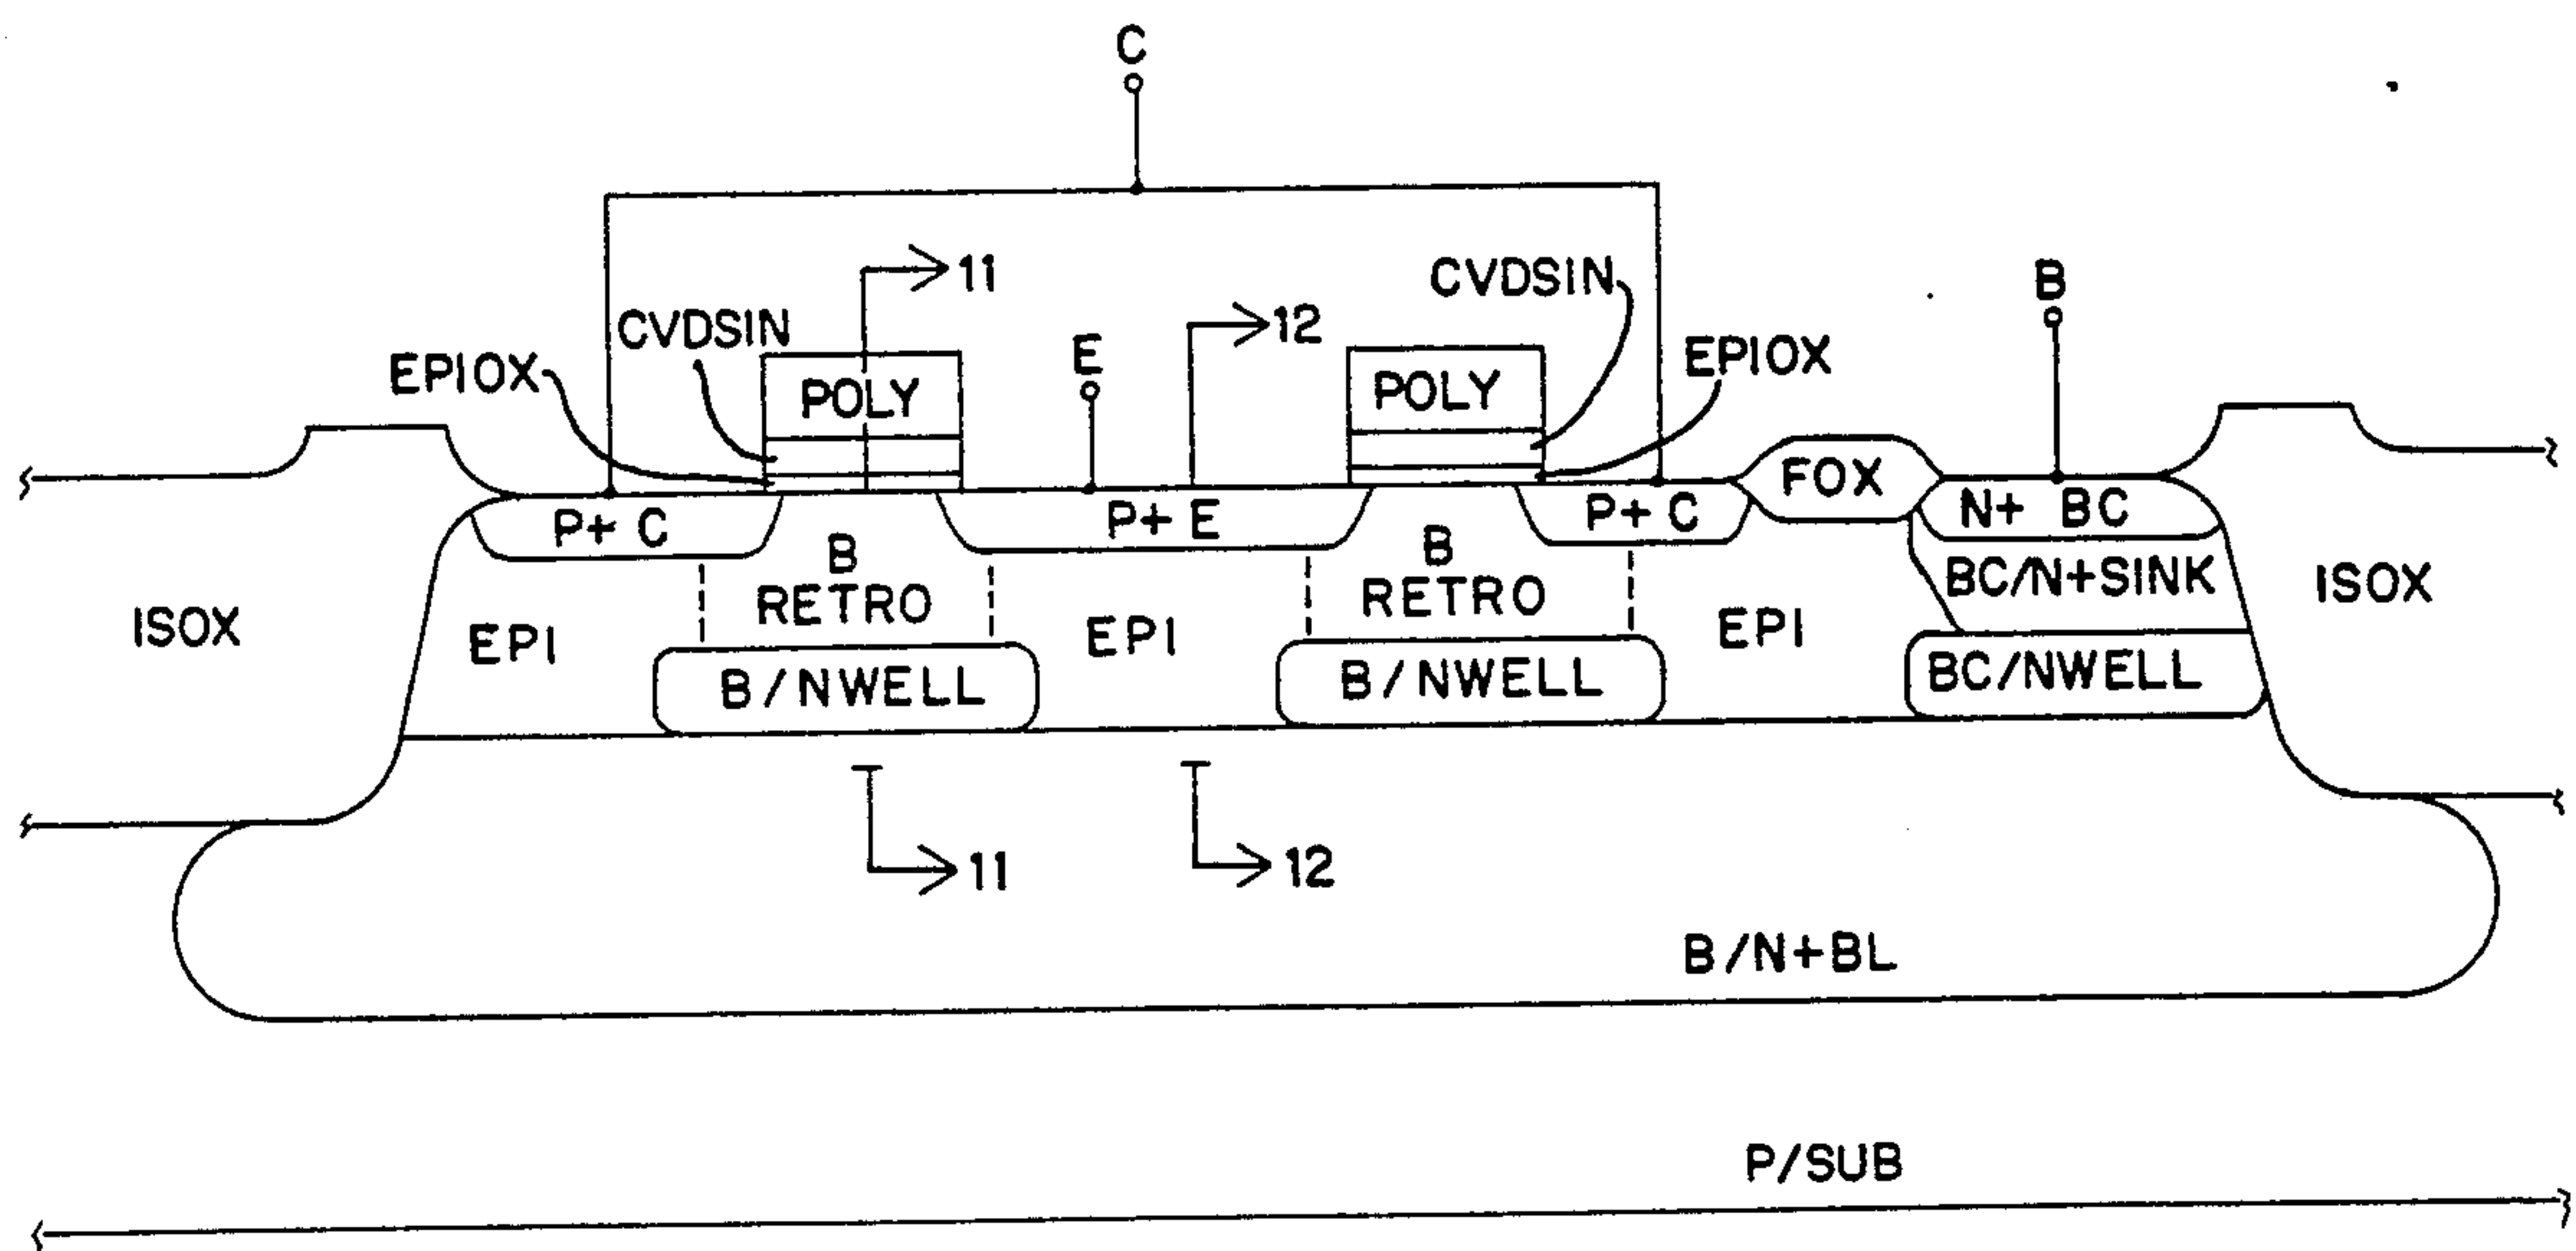 C
11
CVDSIN
B
12
CVDSIN
E
EPIOX
EPIOX
POLY
POLY
FOX
P+ C
P+ E
P+ C
N+ BC
B
RETRO
B
RETRO
BC/N+SINK
ISOX
ISOX
EPI
EPI
EPI
B/NWELL
B/NWELL
BC/NWELL
11
12
B/N+BL
P/SUB